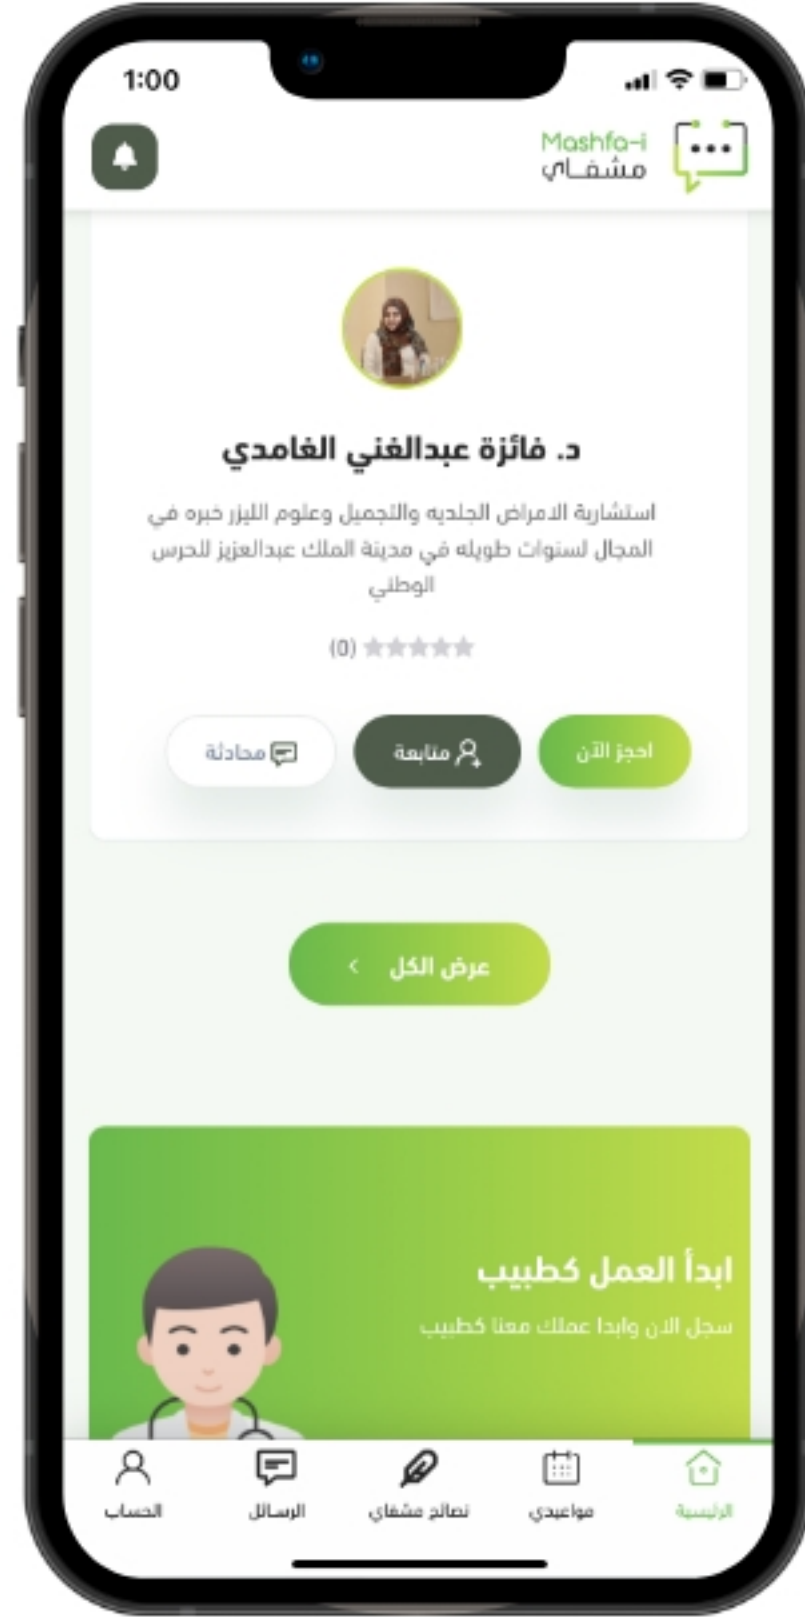 1:00
Mashfa-i
مشفاي
د. فائزة عبدالغني الغامدي
استشارية الامراض الجلديه والتجميل وعلوم الليزر خبره في
المجال لسنوات طويله في مدينة الملك عبدالعزيز للحرس
الوطني
(0)
احجز الآن
متابعة
محادثة
عرض الكل
ابدأ العمل كطبيب
سجل الان وابدا عملك معنا كطبيب
الرئيسية
مواعيدي
نصائح مشفاي
الرسائل
الحساب